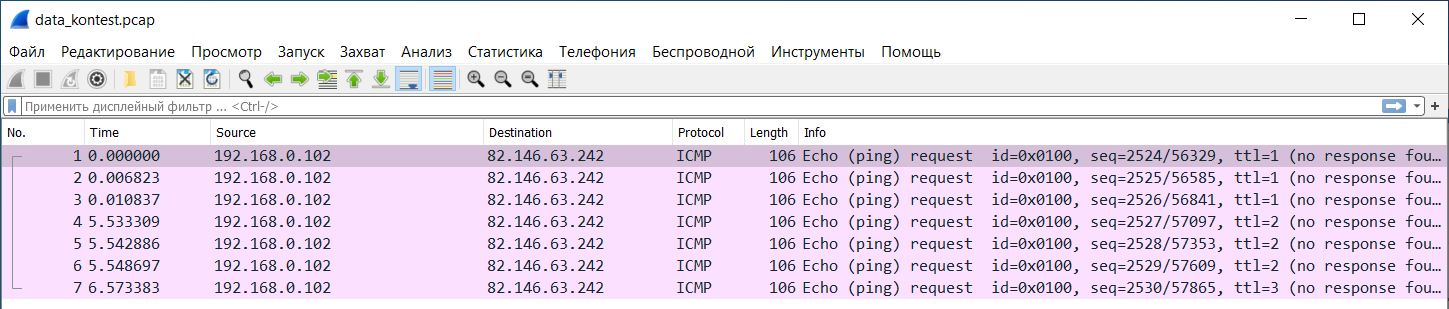 data_kontest.pcap
Файл Редактирование Просмотр Запуск Захват Анализ Статистика Телефония Беспроводной Инструменты Помощь
Применить дисплейный фильтр ... <Ctrl-/>
No. Time Source Destination Protocol Length Info
1 0.000000 192.168.0.102 82.146.63.242 ICMP 106 Echo (ping) request id=0x0100, seq=2524/56329, ttl=1 (no response fou…
2 0.006823 192.168.0.102 82.146.63.242 ICMP 106 Echo (ping) request id=0x0100, seq=2525/56585, ttl=1 (no response fou…
3 0.010837 192.168.0.102 82.146.63.242 ICMP 106 Echo (ping) request id=0x0100, seq=2526/56841, ttl=1 (no response fou…
4 5.533309 192.168.0.102 82.146.63.242 ICMP 106 Echo (ping) request id=0x0100, seq=2527/57097, ttl=2 (no response fou…
5 5.542886 192.168.0.102 82.146.63.242 ICMP 106 Echo (ping) request id=0x0100, seq=2528/57353, ttl=2 (no response fou…
6 5.548697 192.168.0.102 82.146.63.242 ICMP 106 Echo (ping) request id=0x0100, seq=2529/57609, ttl=2 (no response fou…
7 6.573383 192.168.0.102 82.146.63.242 ICMP 106 Echo (ping) request id=0x0100, seq=2530/57865, ttl=3 (no response fou…